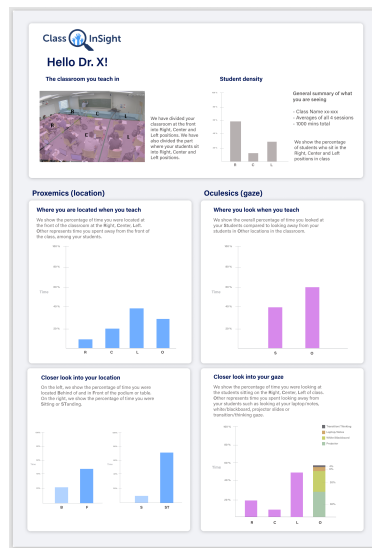 Class InSight
Hello Dr. X!
The classroom you teach in
Student density
We have divided your
classroom at the front
into Right, Center and
Left positions. We have
also divided the part
where your students sit
into Right, Center and
Left positions.
R C L
General summary of what
you are seeing
- Class Name xx-xxx
- Averages of all 4 sessions
- 1000 mins total
We show the percentage
of students who sit in the
Right, Center and Left
positions in class
Proxemics (location)
Where you are located when you teach
We show the percentage of time you were located at
the front of the classroom at the Right, Center, Left.
Other represents time you spent away from the front of
the class, among your students.
Time
R C L O
Oculesics (gaze)
Where you look when you teach
We show the overall percentage of time you looked at
your Students compared to looking away from your
students in Other locations in the classroom.
Time
S O
Closer look into your location
On the left, we show the percentage of time you were
located Behind of and in Front of the podium or table.
On the right, we show the percentage of time you were
Sitting or STanding.
B F
S ST
Closer look into your gaze
We show the percentage of time you were looking at
the students sitting on the Right, Center, Left of class.
Other represents time you spent looking away from
your students such as looking at your laptop/notes,
white/blackboard, projector slides or
transition/thinking gaze.
Transition/Thinking
Laptop/Notes
White/Blackboard
Projector
Time
R C L O